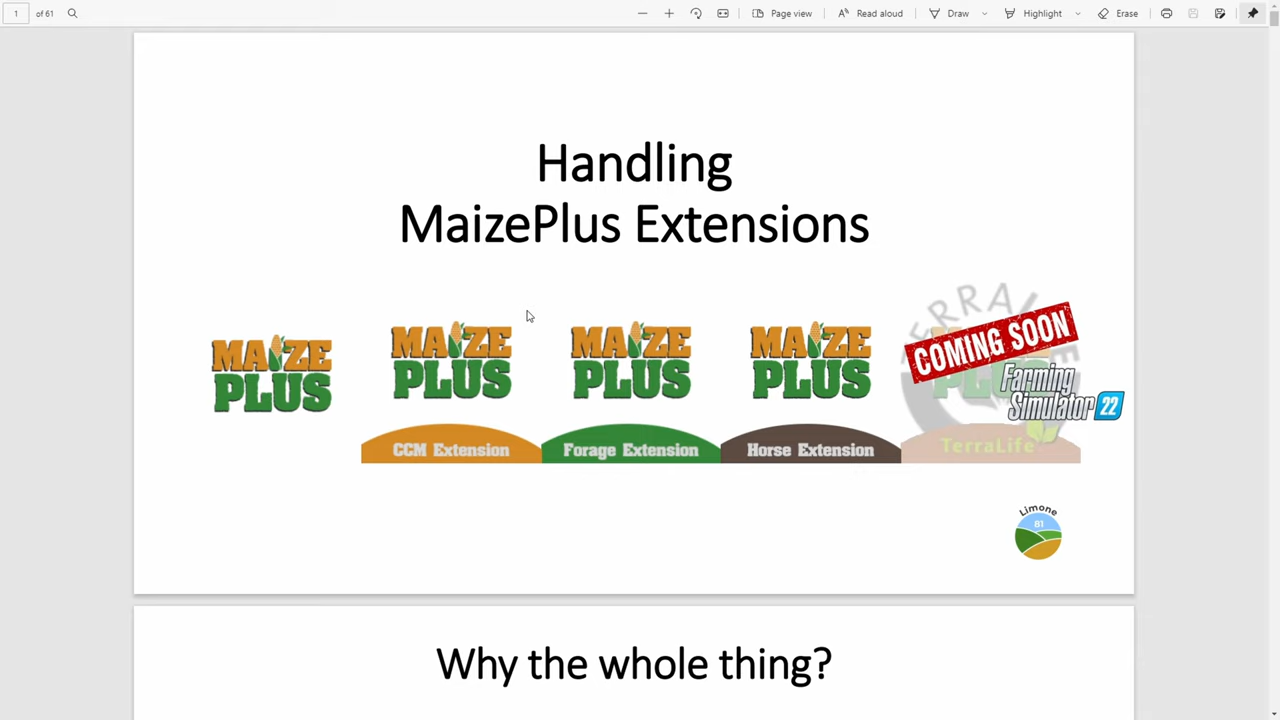 1 of 61 Page view Read aloud Draw Highlight Erase
Handling
MaizePlus Extensions
MAIZE PLUS
MAIZE PLUS
CCM Extension
MAIZE PLUS
Forage Extension
MAIZE PLUS
Horse Extension
COMING SOON
Farming
Simulator 22
TerraLife
Limone
81
Why the whole thing?